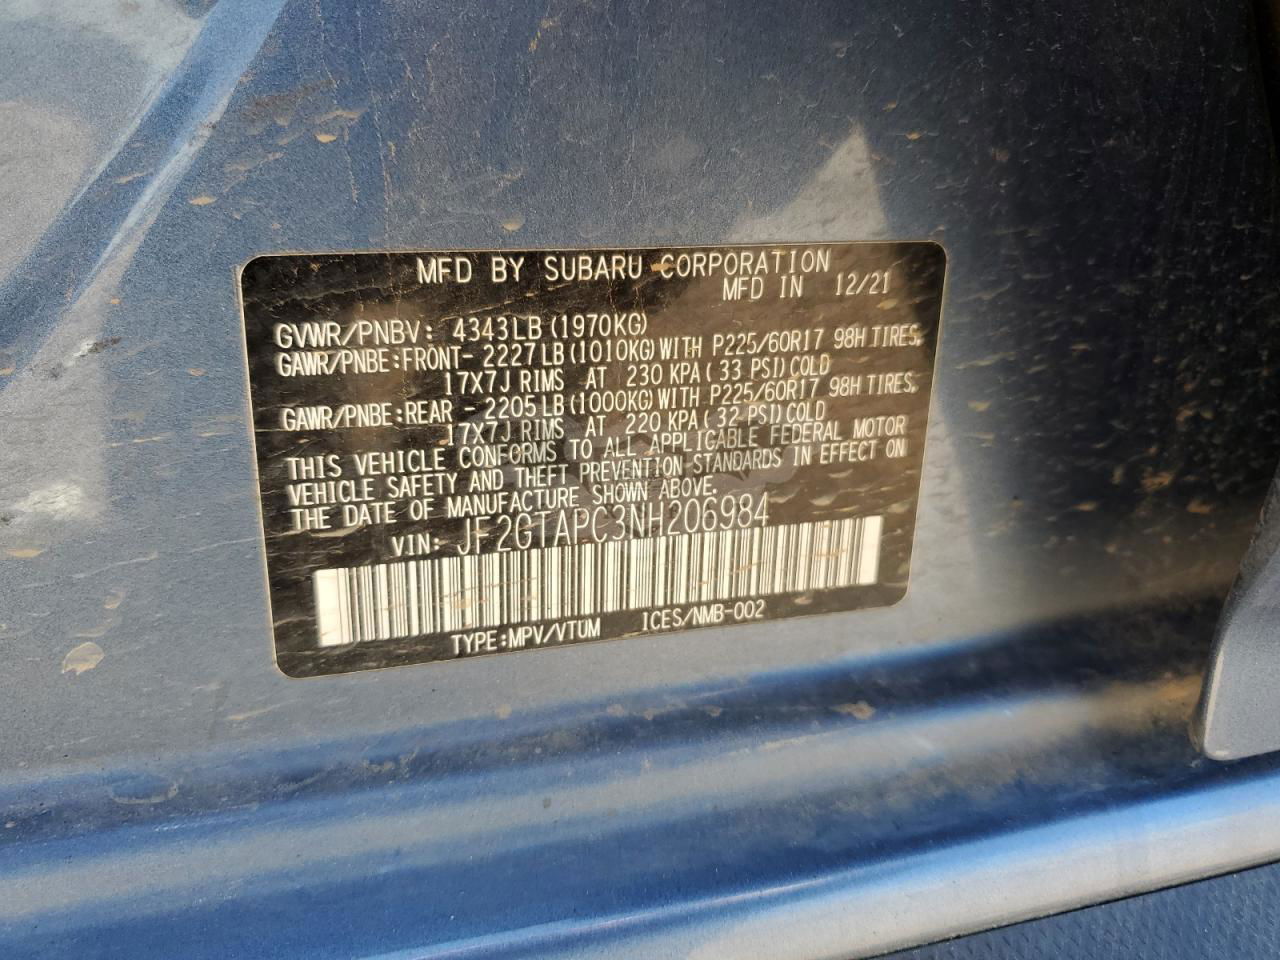 MFD BY SUBARU CORPORATION
MFD IN 12/21
GVWR/PNBV: 4343LB (1970KG)
GAWR/PNBE:FRONT- 2227LB (1010KG) WITH P225/60R17 98H TIRES,
17X7J RIMS AT 230 KPA (33 PSI) COLD
GAWR/PNBE:REAR - 2205LB (1000KG) WITH P225/60R17 98H TIRES,
17X7J RIMS AT 220 KPA (32 PSI) COLD
THIS VEHICLE CONFORMS TO ALL APPLICABLE FEDERAL MOTOR
VEHICLE SAFETY AND THEFT PREVENTION STANDARDS IN EFFECT ON
THE DATE OF MANUFACTURE SHOWN ABOVE.
VIN: JF2GTAPC3NH206984
TYPE:MPV/VTUM ICES/NMB-002